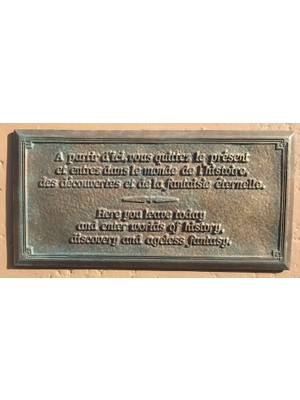 A partir d'ici, vous quittez le présent
et entrez dans le monde de l'histoire,
des découvertes et de la fantaisie éternelle.
Here you leave today
and enter worlds of history,
discovery and ageless fantasy.